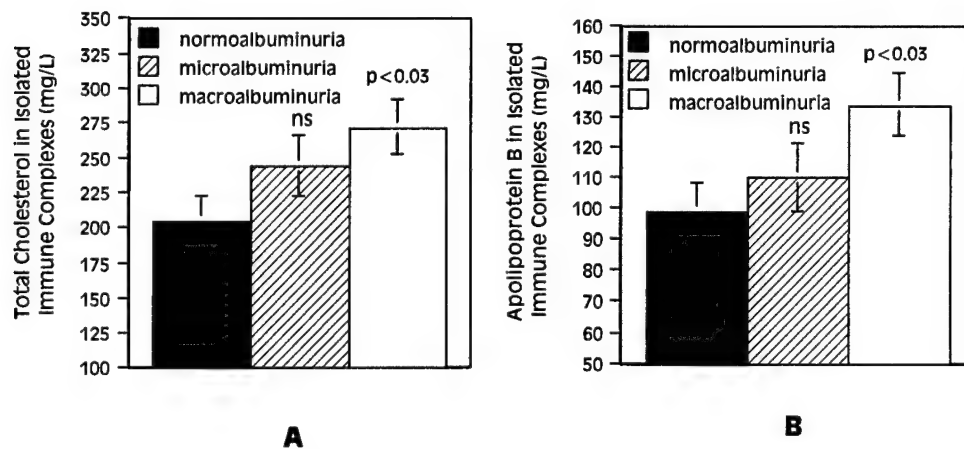 Total Cholesterol in Isolated
Immune Complexes (mg/L)
350
325
300
275
250
225
200
175
150
125
100
normoalbuminuria
microalbuminuria
macroalbuminuria
ns
p<0.03
A
Apolipoprotein B in Isolated
Immune Complexes (mg/L)
160
150
140
130
120
110
100
90
80
70
60
50
normoalbuminuria
microalbuminuria
macroalbuminuria
ns
p<0.03
B